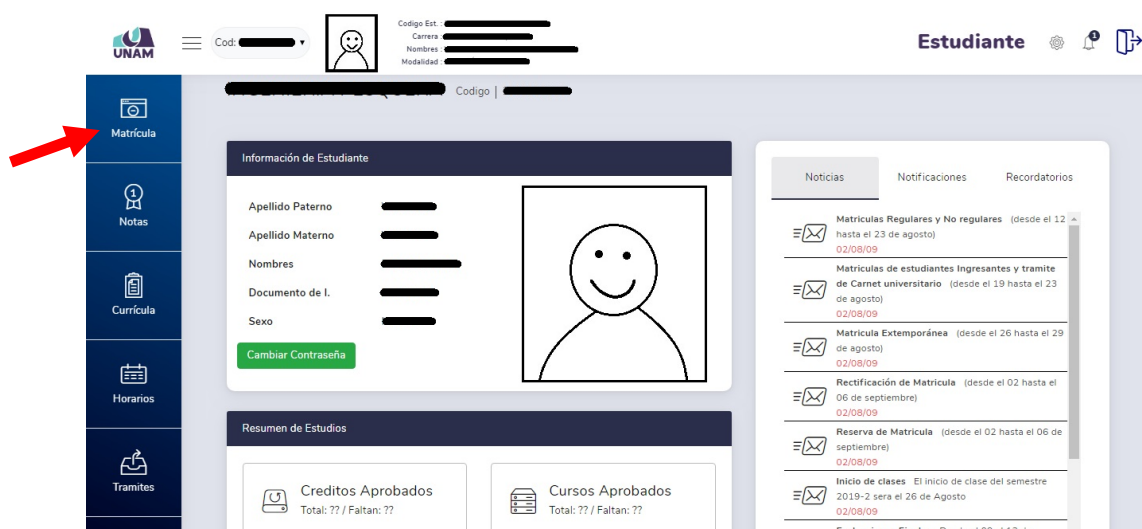 UNAM
Cod:
Codigo Est. :
Carrera :
Nombres :
Modalidad :
Estudiante
Codigo |
Matrícula
Notas
Currícula
Horarios
Tramites
Información de Estudiante
Apellido Paterno
Apellido Materno
Nombres
Documento de I.
Sexo
Cambiar Contraseña
Resumen de Estudios
Creditos Aprobados
Total: ?? / Faltan: ??
Cursos Aprobados
Total: ?? / Faltan: ??
Noticias Notificaciones Recordatorios
Matriculas Regulares y No regulares (desde el 12
hasta el 23 de agosto)
02/08/09
Matriculas de estudiantes Ingresantes y tramite
de Carnet universitario (desde el 19 hasta el 23
de agosto)
02/08/09
Matricula Extemporánea (desde el 26 hasta el 29
de agosto)
02/08/09
Rectificación de Matricula (desde el 02 hasta el
06 de septiembre)
02/08/09
Reserva de Matricula (desde el 02 hasta el 06 de
septiembre)
02/08/09
Inicio de clases El inicio de clase del semestre
2019-2 sera el 26 de Agosto
02/08/09